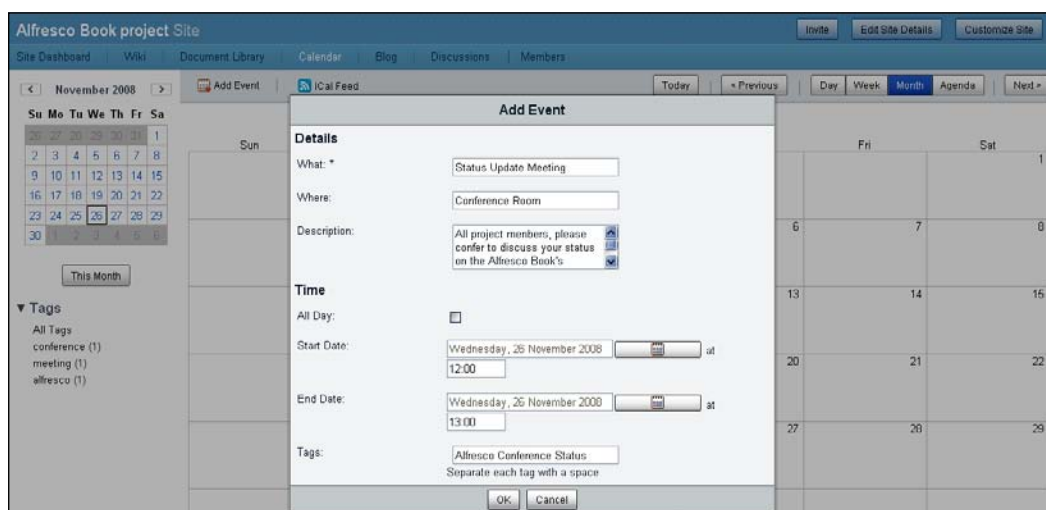 Alfresco Book project Site
Invite
Edit Site Details
Customize Site
Site Dashboard
Wiki
Document Library
Calendar
Blog
Discussions
Members
< November 2008 >
Su Mo Tu We Th Fr Sa
26 27 28 29 30 31 1
2 3 4 5 6 7 8
9 10 11 12 13 14 15
16 17 18 19 20 21 22
23 24 25 26 27 28 29
30 1 2 3 4 5 6
This Month
▼ Tags
All Tags
conference (1)
meeting (1)
alfresco (1)
Add Event
iCal Feed
Today
« Previous
Day
Week
Month
Agenda
Next »
Sun
Fri
Sat
1
6
7
8
13
14
15
20
21
22
27
28
29
Add Event
Details
What: *
Status Update Meeting
Where:
Conference Room
Description:
All project menbers, please
confer to discuss your status
on the Alfresco Book's
Time
All Day:
Start Date:
Wednesday, 26 November 2008
at
12:00
End Date:
Wednesday, 26 November 2008
at
13:00
Tags:
Alfresco Conference Status
Separate each tag with a space
OK
Cancel